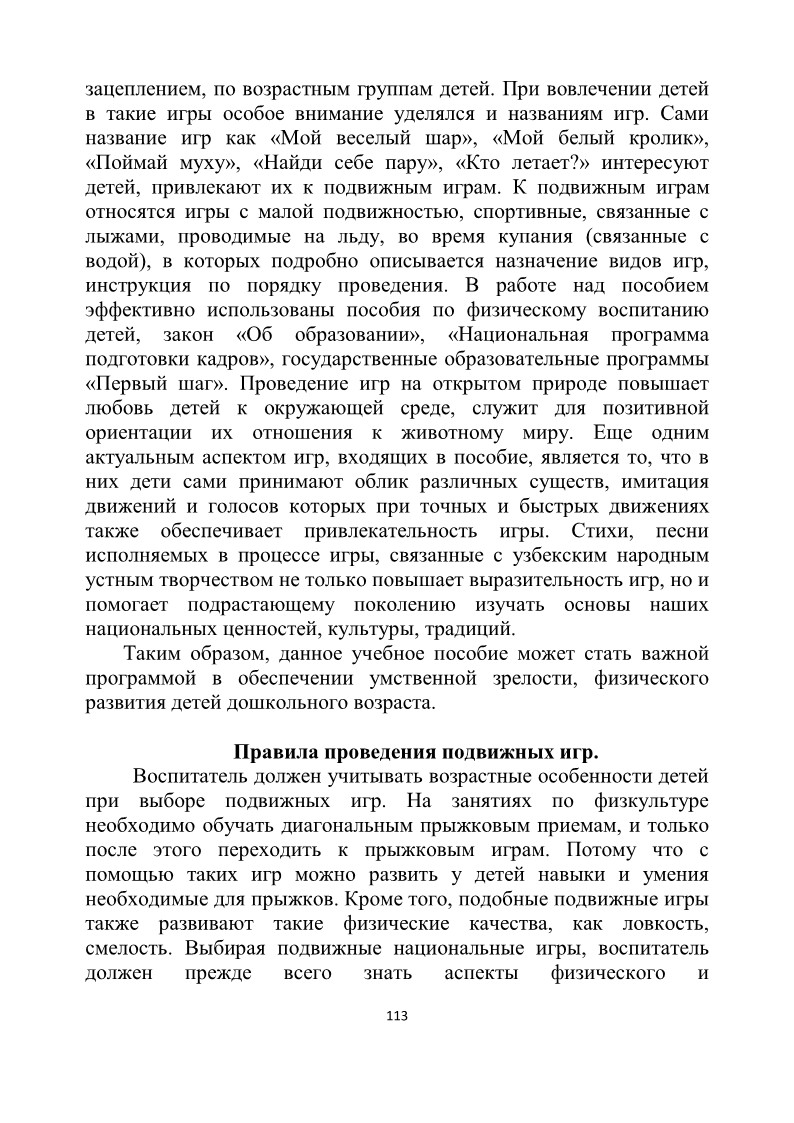 зацеплением, по возрастным группам детей. При вовлечении детей
в такие игры особое внимание уделялся и названиям игр. Сами
название игр как «Мой веселый шар», «Мой белый кролик»,
«Поймай муху», «Найди себе пару», «Кто летает?» интересуют
детей, привлекают их к подвижным играм. К подвижным играм
относятся игры с малой подвижностью, спортивные, связанные с
лыжами, проводимые на льду, во время купания (связанные с
водой), в которых подробно описывается назначение видов игр,
инструкция по порядку проведения. В работе над пособием
эффективно использованы пособия по физическому воспитанию
детей, закон «Об образовании», «Национальная программа
подготовки кадров», государственные образовательные программы
«Первый шаг». Проведение игр на открытом природе повышает
любовь детей к окружающей среде, служит для позитивной
ориентации их отношения к животному миру. Еще одним
актуальным аспектом игр, входящих в пособие, является то, что в
них дети сами принимают облик различных существ, имитация
движений и голосов которых при точных и быстрых движениях
также обеспечивает привлекательность игры. Стихи, песни
исполняемых в процессе игры, связанные с узбекским народным
устным творчеством не только повышает выразительность игр, но и
помогает подрастающему поколению изучать основы наших
национальных ценностей, культуры, традиций.
Таким образом, данное учебное пособие может стать важной
программой в обеспечении умственной зрелости, физического
развития детей дошкольного возраста.
Правила проведения подвижных игр.
Воспитатель должен учитывать возрастные особенности детей
при выборе подвижных игр. На занятиях по физкультуре
необходимо обучать диагональным прыжковым приемам, и только
после этого переходить к прыжковым играм. Потому что с
помощью таких игр можно развить у детей навыки и умения
необходимые для прыжков. Кроме того, подобные подвижные игры
также развивают такие физические качества, как ловкость,
смелость. Выбирая подвижные национальные игры, воспитатель
должен прежде всего знать аспекты физического и
113